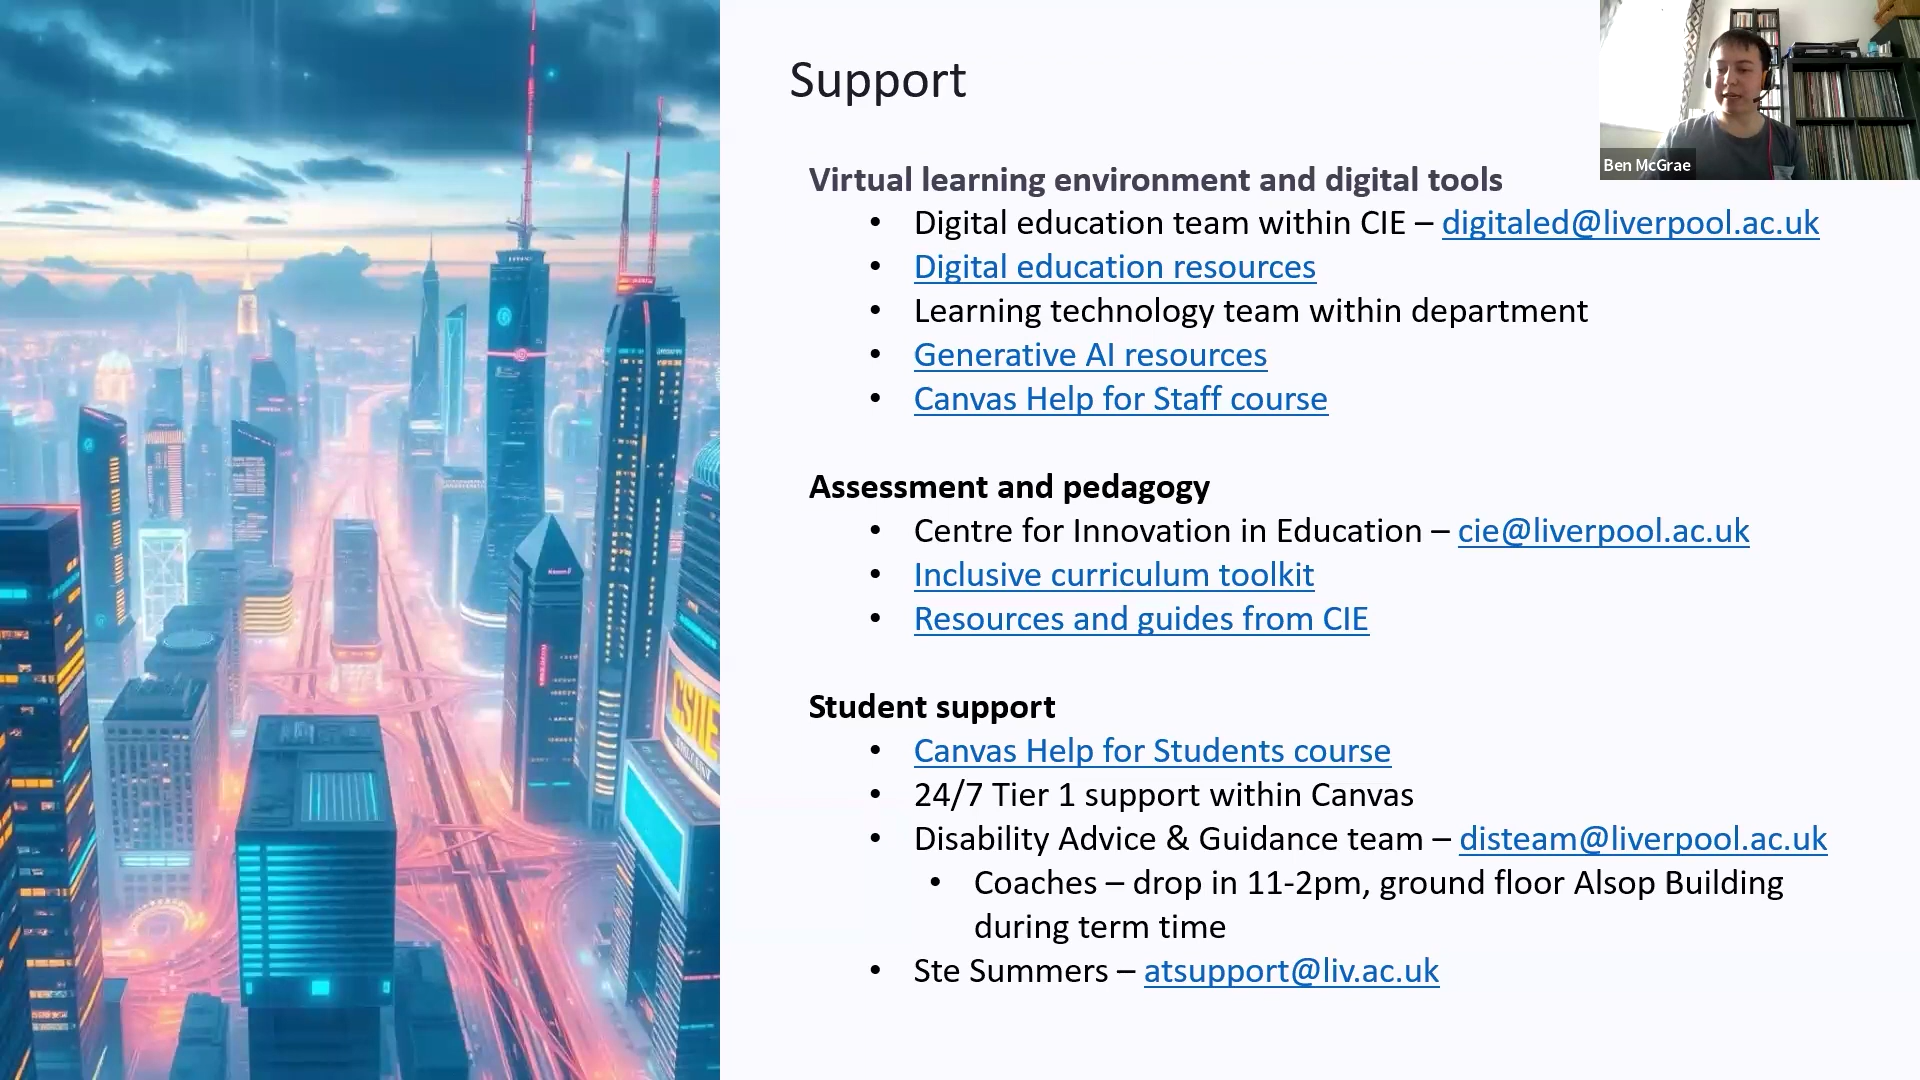 Support
Ben McGrae
Virtual learning environment and digital tools
• Digital education team within CIE – digitaled@liverpool.ac.uk
• Digital education resources
• Learning technology team within department
• Generative AI resources
• Canvas Help for Staff course
Assessment and pedagogy
• Centre for Innovation in Education – cie@liverpool.ac.uk
• Inclusive curriculum toolkit
• Resources and guides from CIE
Student support
• Canvas Help for Students course
• 24/7 Tier 1 support within Canvas
• Disability Advice & Guidance team – disteam@liverpool.ac.uk
• Coaches – drop in 11-2pm, ground floor Alsop Building
during term time
• Ste Summers – atsupport@liv.ac.uk